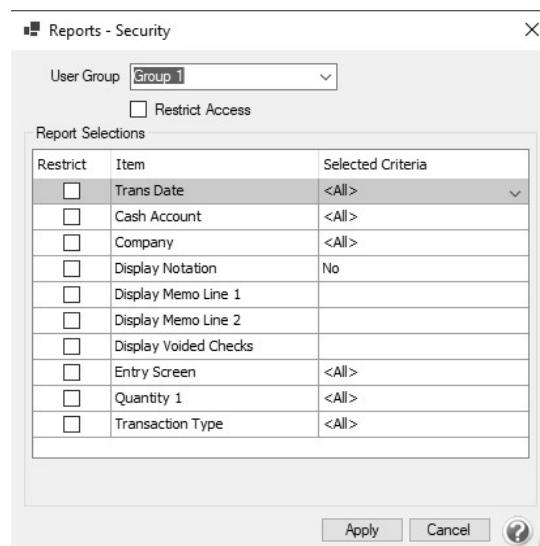 Reports - Security
User Group Group 1
Restrict Access
Report Selections
Restrict Item Selected Criteria
Trans Date <All>
Cash Account <All>
Company <All>
Display Notation No
Display Memo Line 1
Display Memo Line 2
Display Voided Checks
Entry Screen <All>
Quantity 1 <All>
Transaction Type <All>
Apply Cancel ?